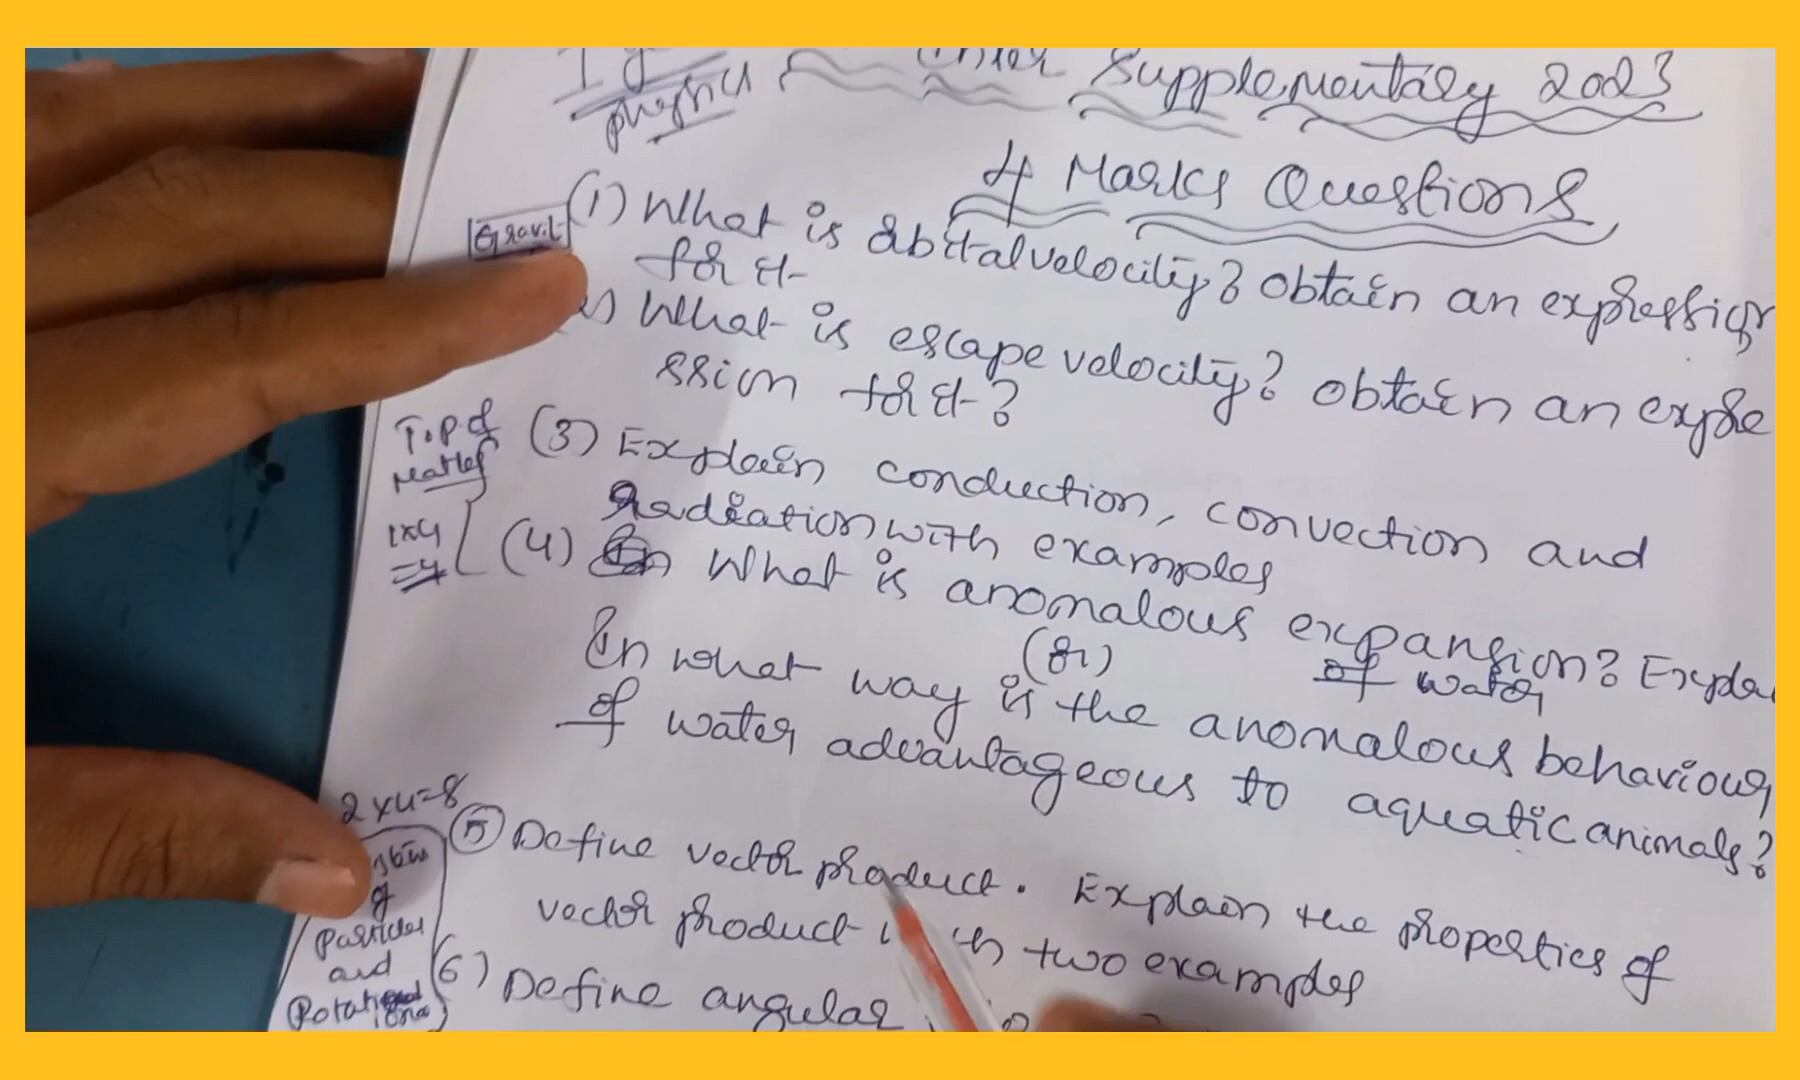 I
physics
Inter Supplementary 2023
4 Marks Questions
Gravit
(1) What is orbital velocity? obtain an expression
for it
2) What is escape velocity? obtain an expre
ssion for it?
T.P.of
Matter
(3) Explain conduction, convection and
radiation with examples
1x4
=4
(4) What is anomalous expansion? Expla
of water
(or)
In what way is the anomalous behaviour
of water advantageous to aquatic animals?
2x4=8
of
particles
and
Rotational
(5) Define vector product. Explain the properties of
vector product with two examples
(6) Define angular